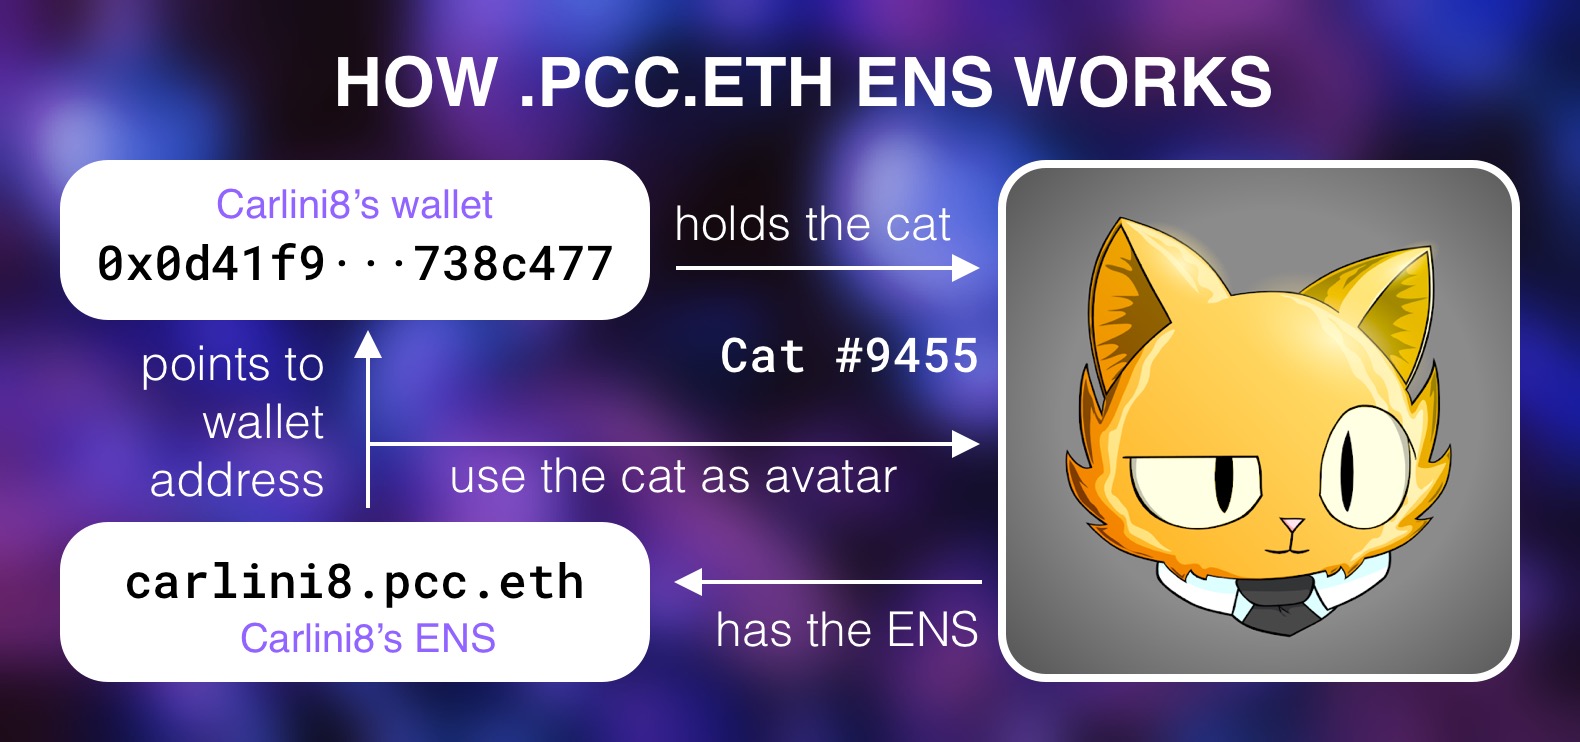 HOW .PCC.ETH ENS WORKS
Carlini8’s wallet
0x0d41f9···738c477
holds the cat
Cat #9455
points to
wallet
address
use the cat as avatar
carlini8.pcc.eth
Carlini8’s ENS
has the ENS